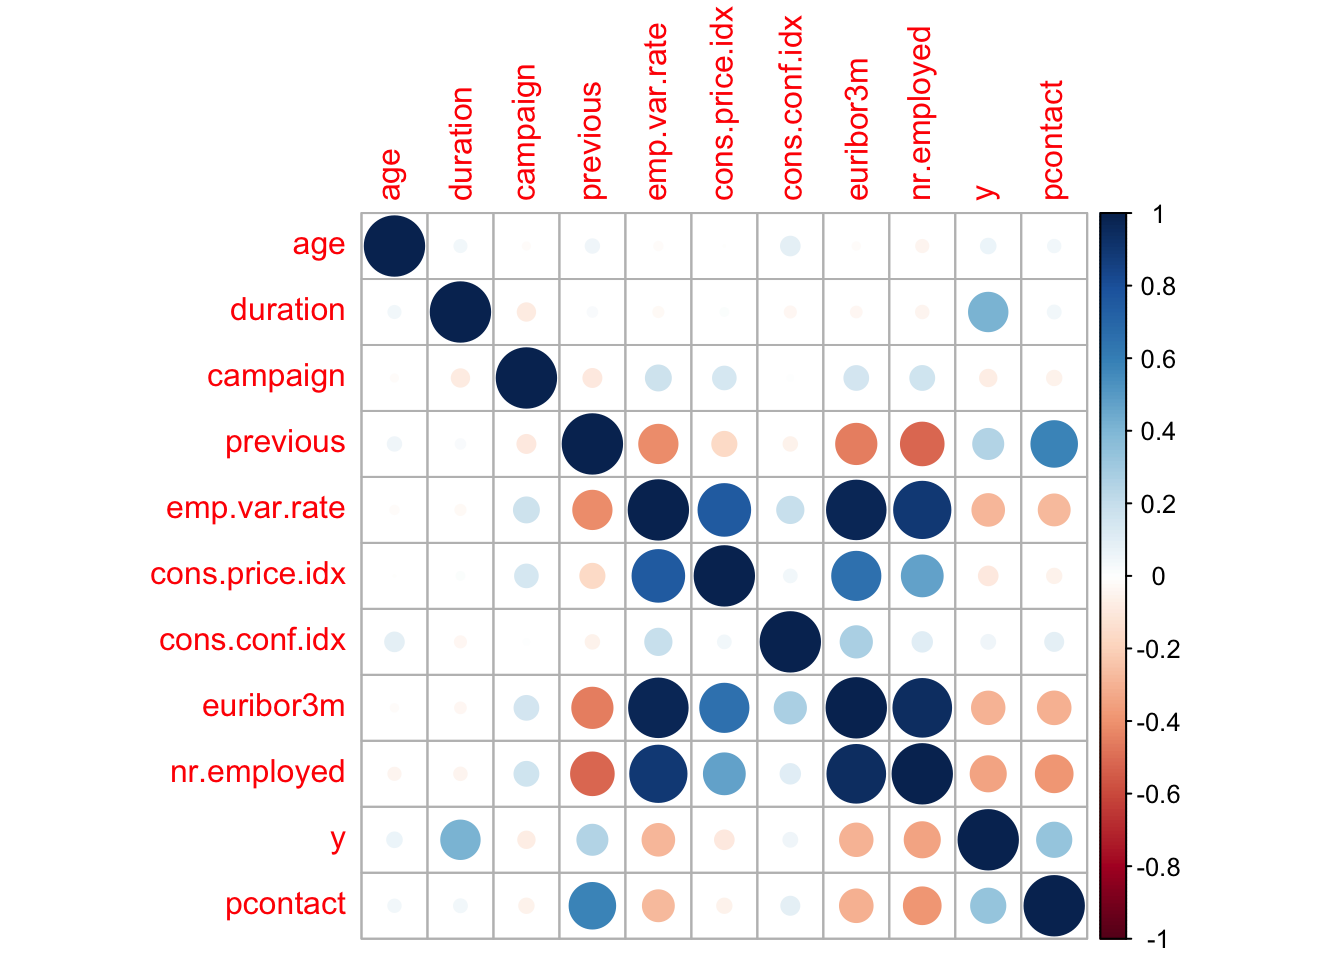 age
duration
campaign
previous
emp.var.rate
cons.price.idx
cons.conf.idx
euribor3m
nr.employed
y
pcontact
age
duration
campaign
previous
emp.var.rate
cons.price.idx
cons.conf.idx
euribor3m
nr.employed
y
pcontact
1
0.8
0.6
0.4
0.2
0
-0.2
-0.4
-0.6
-0.8
-1